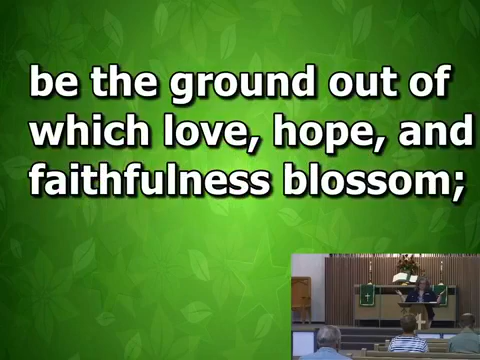 be the ground out of
which love, hope, and
faithfulness blossom;